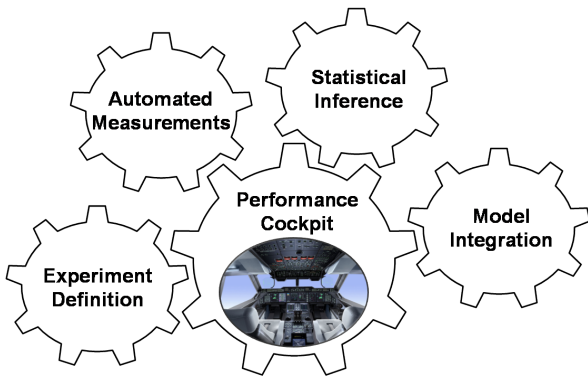 Automated
Measurements
Statistical
Inference
Performance
Cockpit
Model
Integration
Experiment
Definition